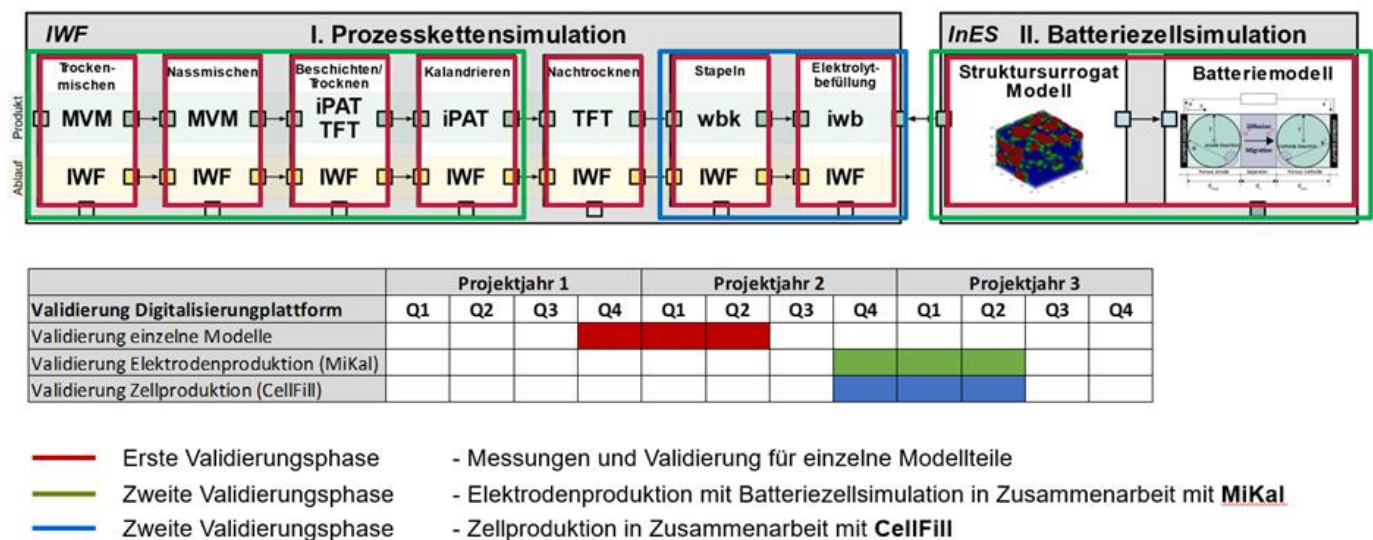 IWF I. Prozesskettensimulation
InES II. Batteriezellsimulation
Trocken-
mischen
Nassmischen
Beschichten/
Trocknen
Kalandrieren
Nachtrocknen
Stapeln
Elektrolyt-
befüllung
Struktursurrogat
Modell
Batteriemodell
Produkt
MVM
MVM
iPAT
TFT
iPAT
TFT
wbk
iwb
Ablauf
IWF
IWF
IWF
IWF
IWF
IWF
IWF
Diffusion
Migration
Projektjahr 1 Projektjahr 2 Projektjahr 3
Validierung Digitalisierungplattform Q1 Q2 Q3 Q4 Q1 Q2 Q3 Q4 Q1 Q2 Q3 Q4
Validierung einzelne Modelle
Validierung Elektrodenproduktion (MiKal)
Validierung Zellproduktion (CellFill)
Erste Validierungsphase - Messungen und Validierung für einzelne Modellteile
Zweite Validierungsphase - Elektrodenproduktion mit Batteriezellsimulation in Zusammenarbeit mit MiKal
Zweite Validierungsphase - Zellproduktion in Zusammenarbeit mit CellFill